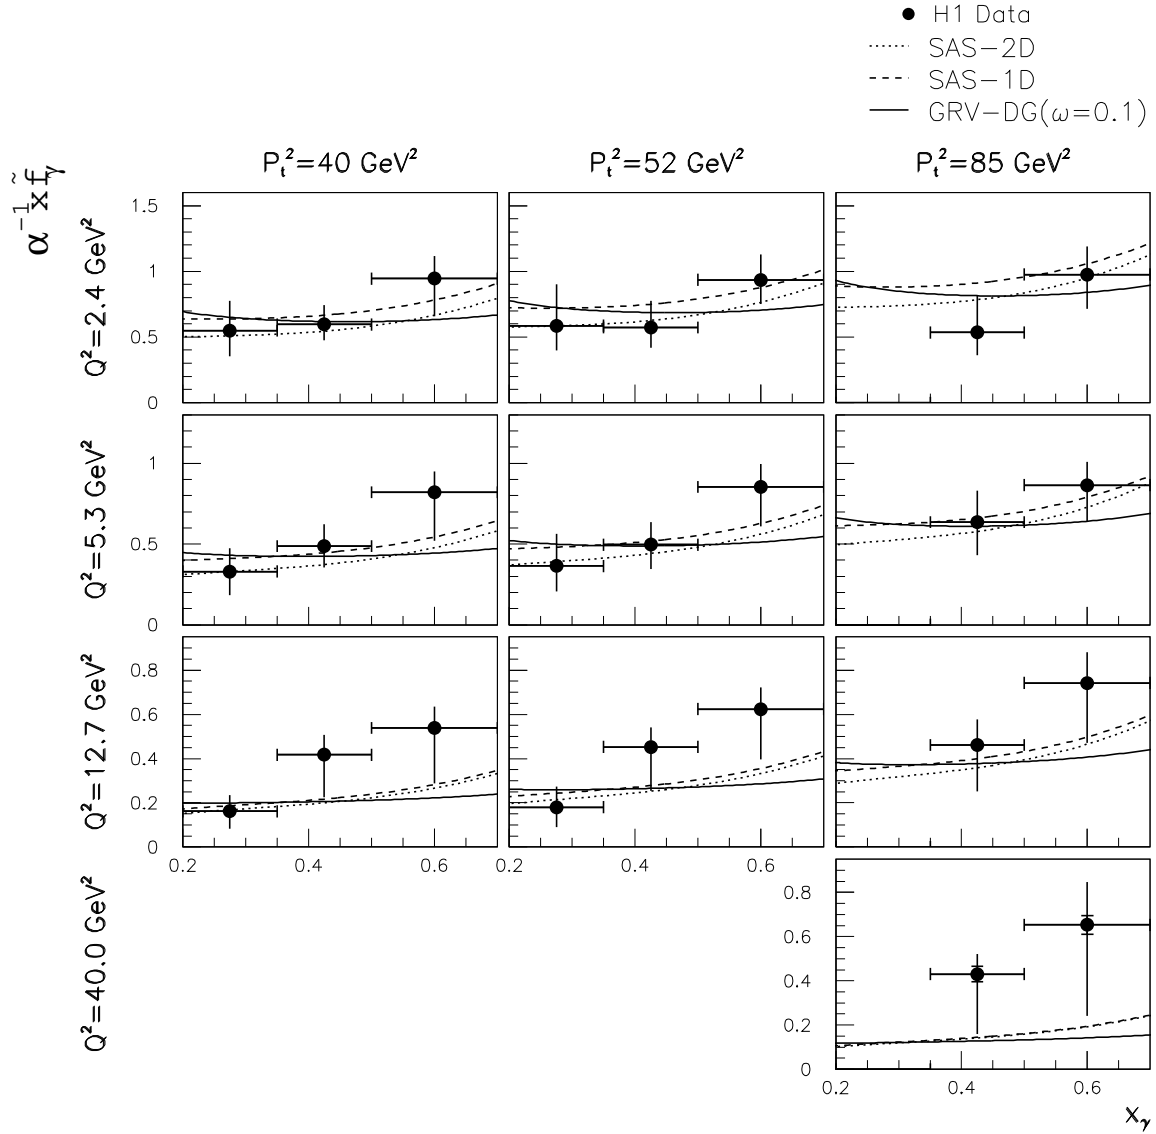 H1 Data
SAS−2D
SAS−1D
GRV−DG(ω=0.1)
α⁻¹xf̃γ
Pₜ²=40 GeV² Pₜ²=52 GeV² Pₜ²=85 GeV²
Q²=2.4 GeV²
1.5
1
0.5
0
Q²=5.3 GeV²
1
0.5
0
Q²=12.7 GeV²
0.8
0.6
0.4
0.2
0
0.2 0.4 0.6 0.2 0.4 0.6
Q²=40.0 GeV²
0.8
0.6
0.4
0.2
0
0.2 0.4 0.6
xγ